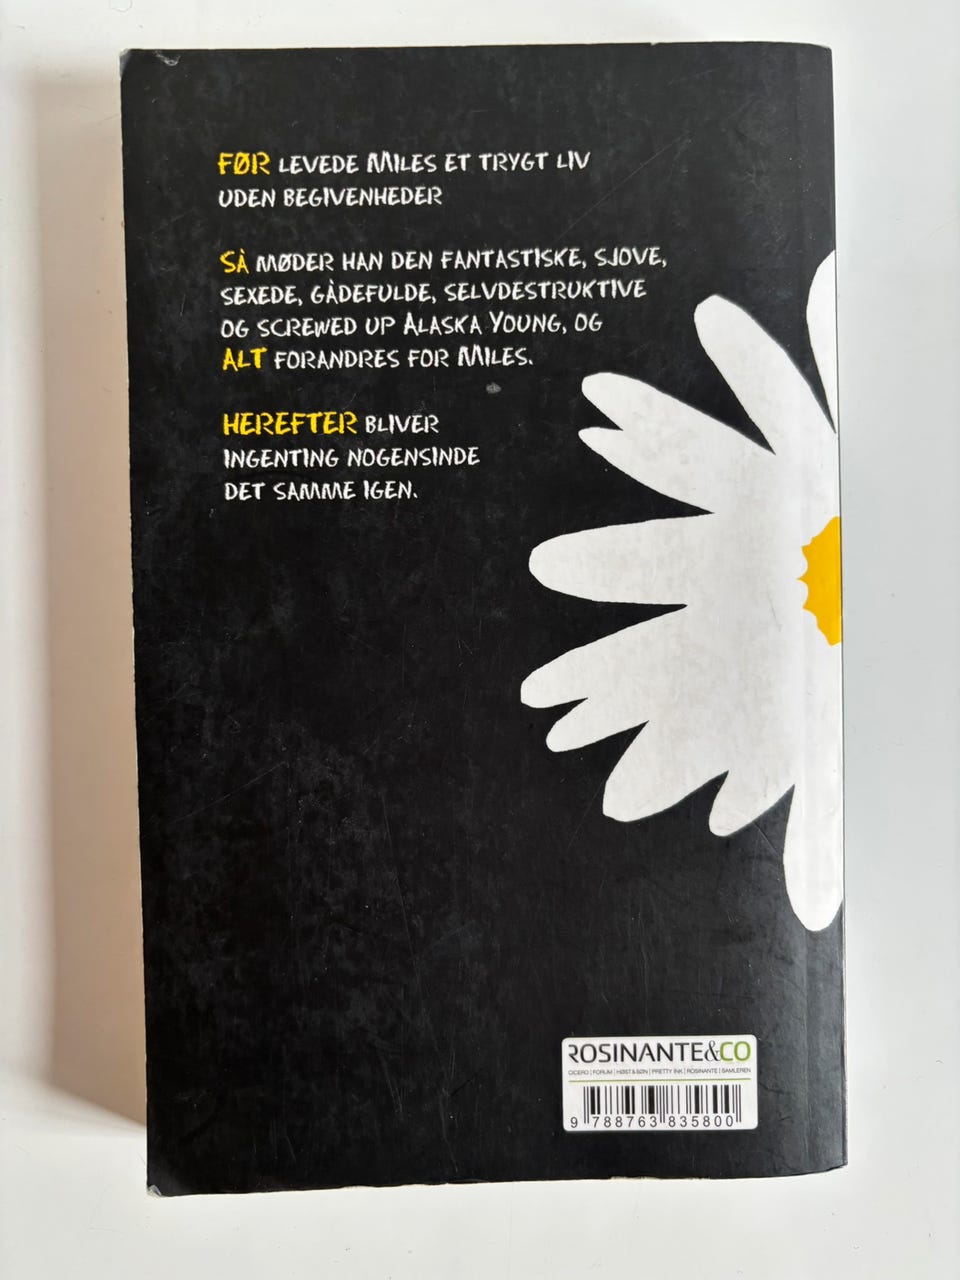 FØR LEVEDE MILES ET TRYGT LIV
UDEN BEGIVENHEDER
SÅ MØDER HAN DEN FANTASTISKE, SJOVE,
SEXEDE, GÅDEFULDE, SELVDESTRUKTIVE
OG SCREWED UP ALASKA YOUNG, OG
ALT FORANDRES FOR MILES.
HEREFTER BLIVER
INGENTING NOGENSINDE
DET SAMME IGEN.
ROSINANTE&CO
CICERO | FORUM | HØST & SØN | PRETTY INK | ROSINANTE | SAMLEREN
9 788763 835800